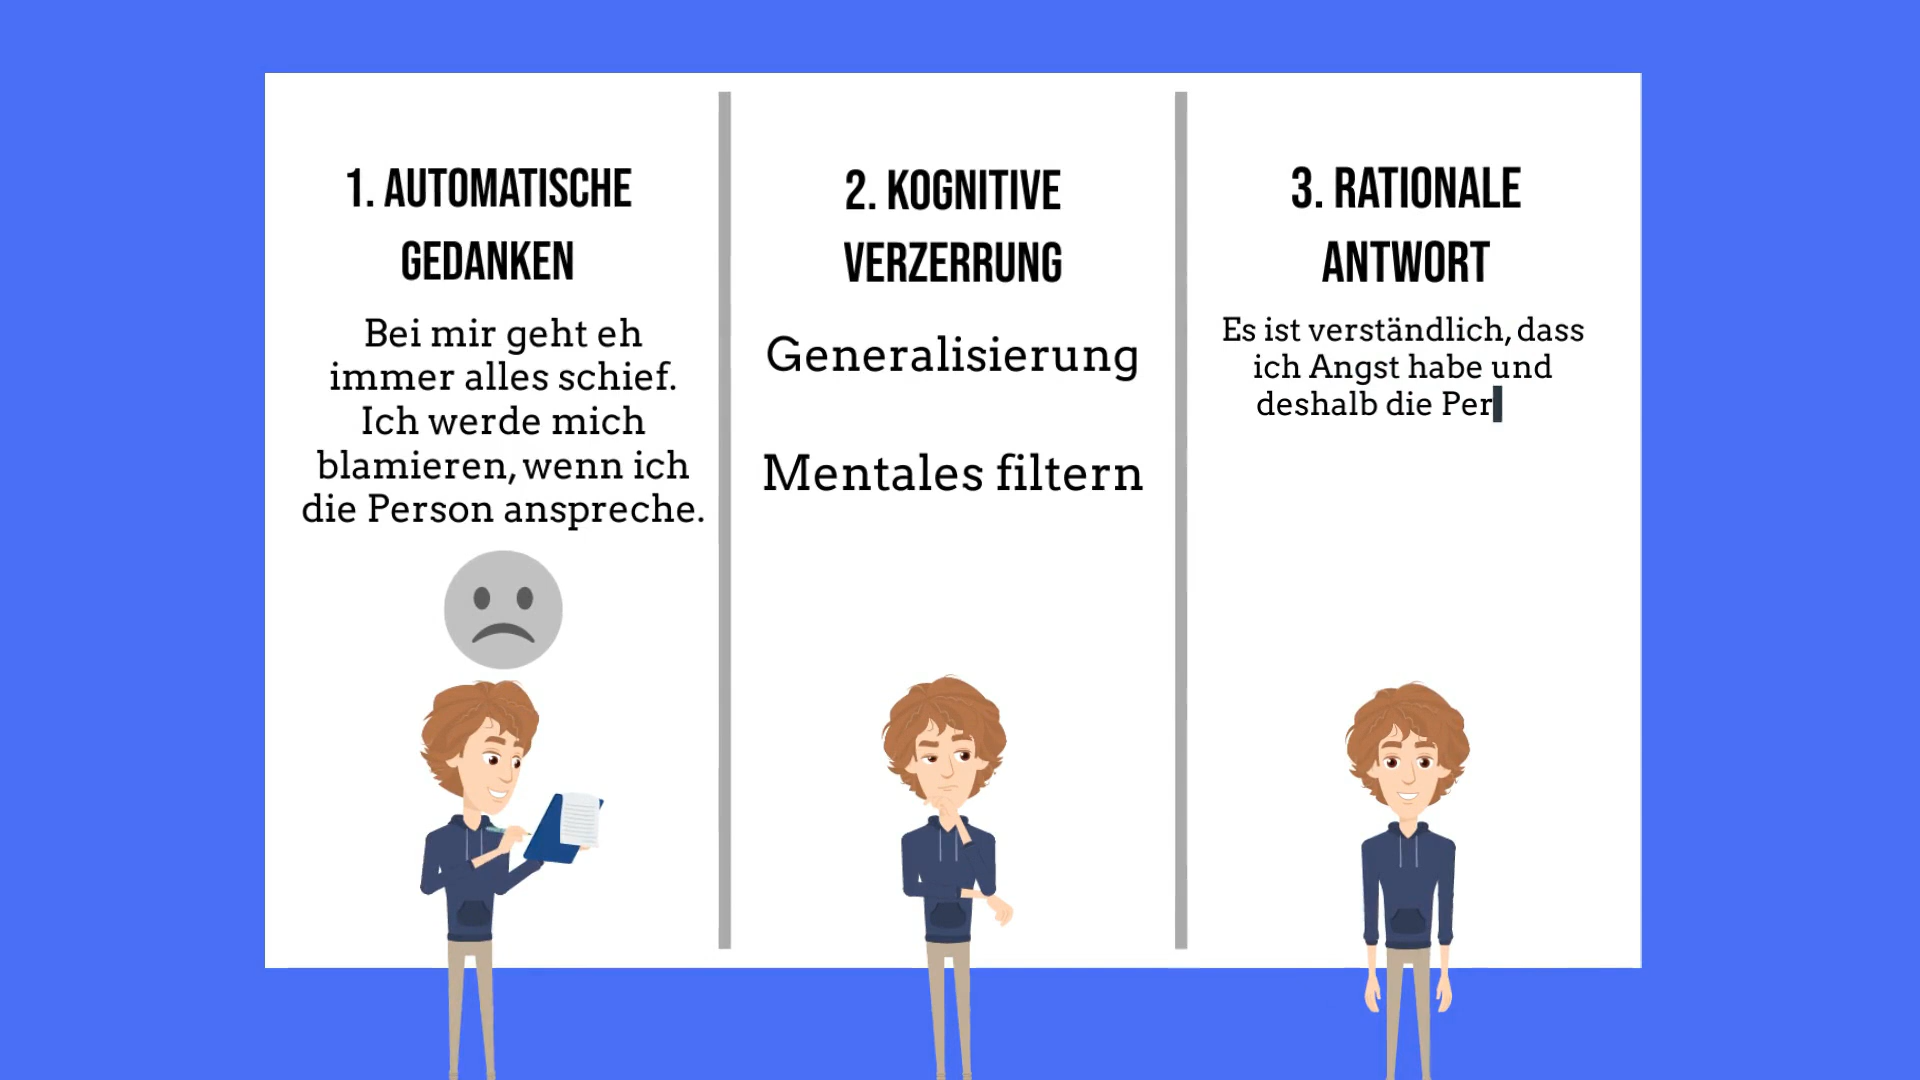 1. AUTOMATISCHE
GEDANKEN
Bei mir geht eh
immer alles schief.
Ich werde mich
blamieren, wenn ich
die Person anspreche.
2. KOGNITIVE
VERZERRUNG
Generalisierung
Mentales filtern
3. RATIONALE
ANTWORT
Es ist verständlich, dass
ich Angst habe und
deshalb die Per